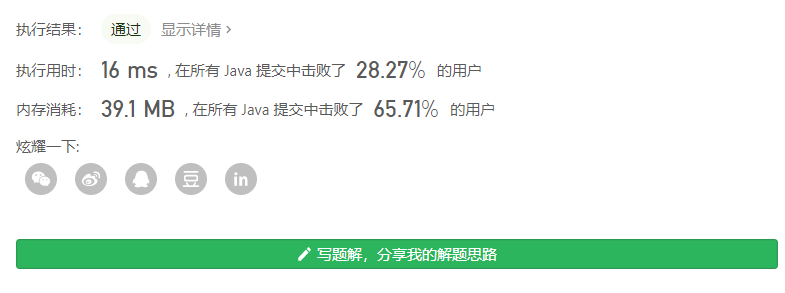 执行结果： 通过 显示详情 >
执行用时： 16 ms , 在所有 Java 提交中击败了 28.27% 的用户
内存消耗： 39.1 MB , 在所有 Java 提交中击败了 65.71% 的用户
炫耀一下:
豆 in
写题解，分享我的解题思路